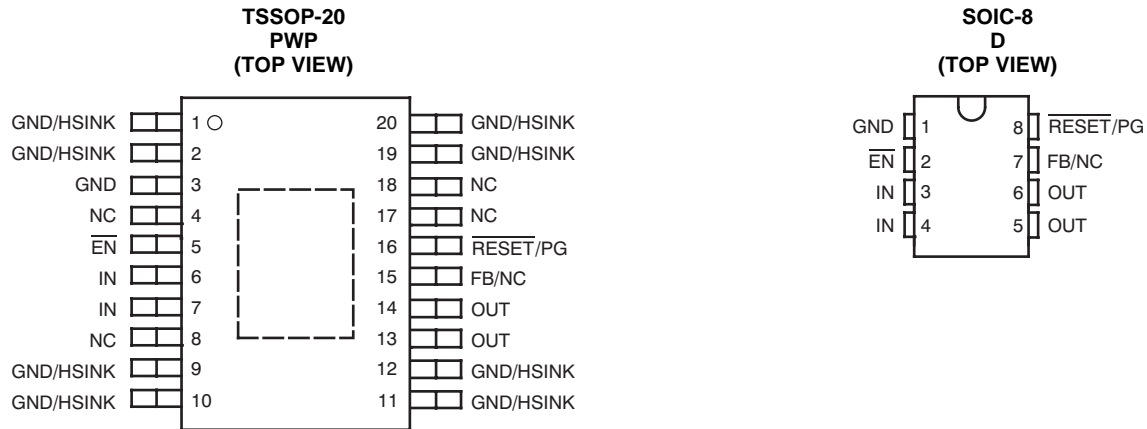 TSSOP-20
PWP
(TOP VIEW)
GND/HSINK 1 20 GND/HSINK
GND/HSINK 2 19 GND/HSINK
GND 3 18 NC
NC 4 17 NC
EN 5 16 RESET/PG
IN 6 15 FB/NC
IN 7 14 OUT
NC 8 13 OUT
GND/HSINK 9 12 GND/HSINK
GND/HSINK 10 11 GND/HSINK
SOIC-8
D
(TOP VIEW)
GND 1 8 RESET/PG
EN 2 7 FB/NC
IN 3 6 OUT
IN 4 5 OUT